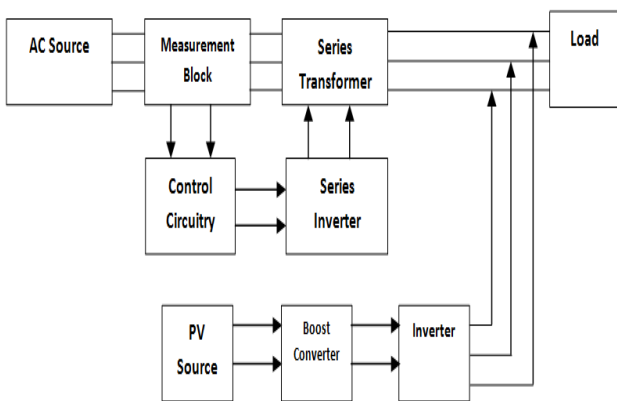 AC Source
Measurement
Block
Series
Transformer
Load
Control
Circuitry
Series
Inverter
PV
Source
Boost
Converter
Inverter